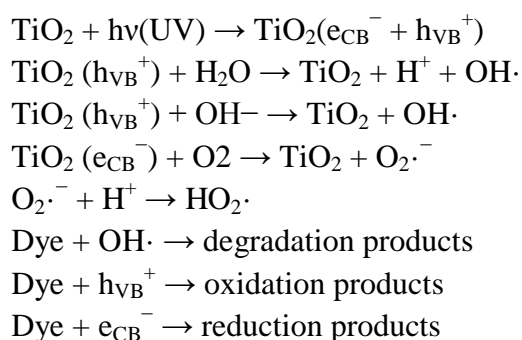 TiO₂ + hν(UV) → TiO₂(e_CB⁻ + h_VB⁺)
TiO₂ (h_VB⁺) + H₂O → TiO₂ + H⁺ + OH·
TiO₂ (h_VB⁺) + OH− → TiO₂ + OH·
TiO₂ (e_CB⁻) + O2 → TiO₂ + O₂·⁻
O₂·⁻ + H⁺ → HO₂·
Dye + OH· → degradation products
Dye + h_VB⁺ → oxidation products
Dye + e_CB⁻ → reduction products